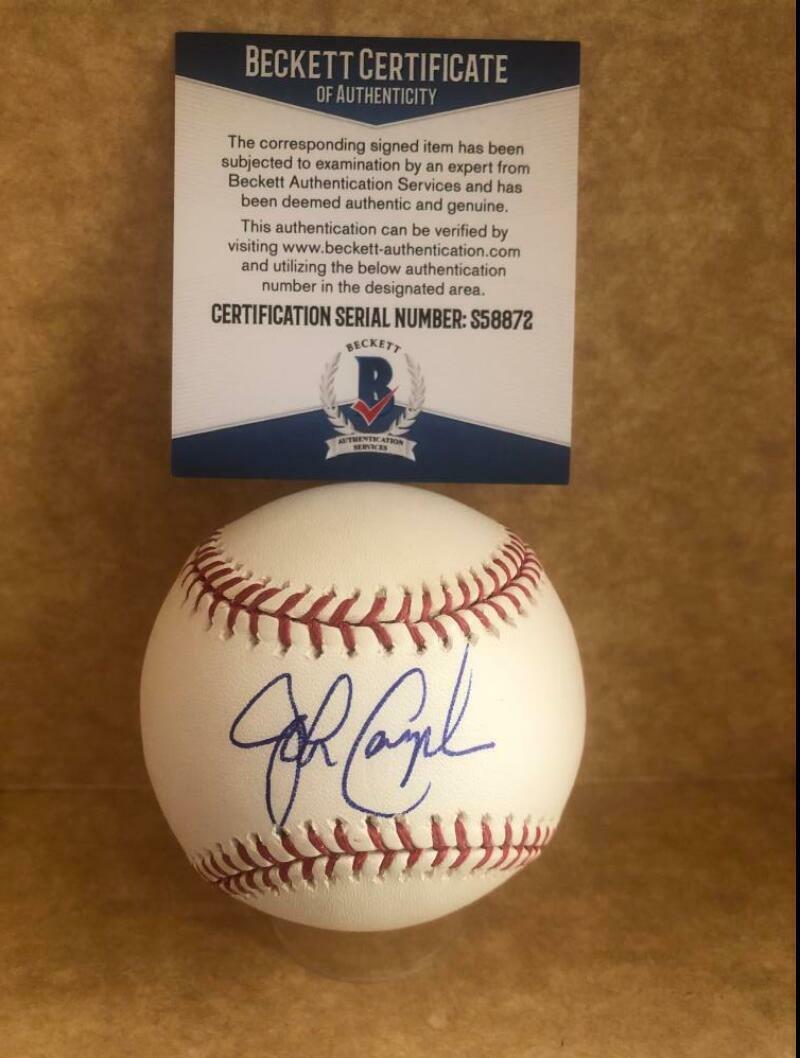 BECKETT CERTIFICATE
OF AUTHENTICITY
The corresponding signed item has been
subjected to examination by an expert from
Beckett Authentication Services and has
been deemed authentic and genuine.
This authentication can be verified by
visiting www.beckett-authentication.com
and utilizing the below authentication
number in the designated area.
CERTIFICATION SERIAL NUMBER: S58872
BECKETT
B
AUTHENTICATION
SERVICES